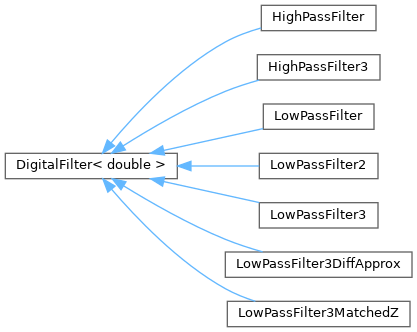 HighPassFilter
HighPassFilter3
LowPassFilter
DigitalFilter< double >
LowPassFilter2
LowPassFilter3
LowPassFilter3DiffApprox
LowPassFilter3MatchedZ